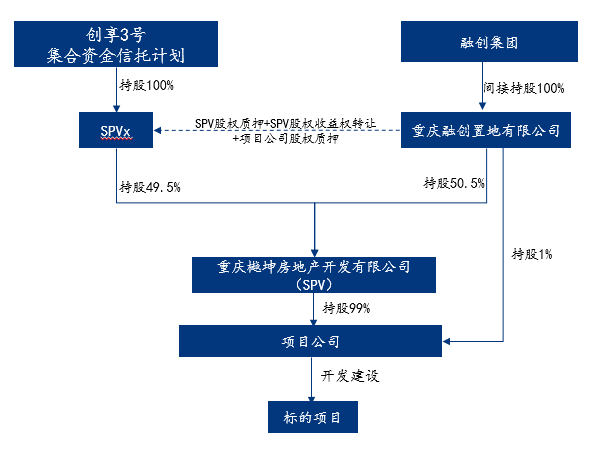 创享3号
集合资金信托计划
融创集团
持股100%
间接持股100%
SPVx
SPV股权质押+SPV股权收益权转让
+项目公司股权质押
重庆融创置地有限公司
持股49.5%
持股50.5%
持股1%
重庆樾坤房地产开发有限公司
（SPV）
持股99%
项目公司
开发建设
标的项目